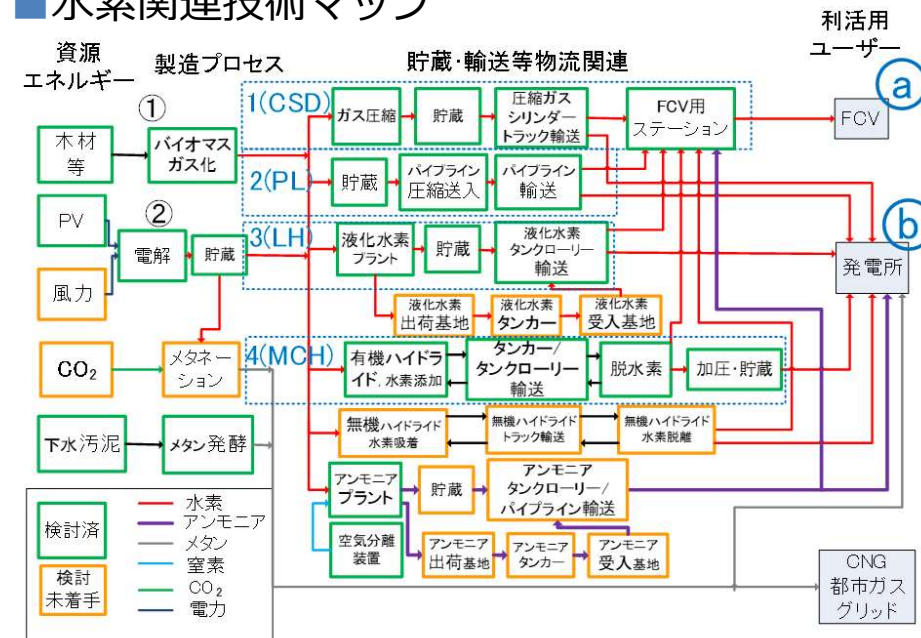 ■水素関連技術マップ
資源
エネルギー
製造プロセス
貯蔵・輸送等物流関連
利活用
ユーザー
①
木材
等
バイオマス
ガス化
1(CSD)
ガス圧縮
貯蔵
圧縮ガス
シリンダー
トラック輸送
FCV用
ステーション
a
FCV
2(PL)
貯蔵
パイプライン
圧縮送入
パイプライン
輸送
PV
風力
②
電解
貯蔵
3(LH)
液化水素
プラント
貯蔵
液化水素
タンクローリー
輸送
b
発電所
液化水素
出荷基地
液化水素
タンカー
液化水素
受入基地
CO₂
メタネー
ション
4(MCH)
有機ハイドラ
イド,水素添加
タンカー/
タンクローリー
輸送
脱水素
加圧・貯蔵
下水汚泥
メタン発酵
無機ハイドライド
水素吸着
無機ハイドライド
トラック輸送
無機ハイドライド
水素脱離
アンモニア
プラント
貯蔵
アンモニア
タンクローリー/
パイプライン輸送
空気分離
装置
アンモニア
出荷基地
アンモニア
タンカー
アンモニア
受入基地
CNG
都市ガス
グリッド
検討済
検討
未着手
水素
アンモニア
メタン
窒素
CO₂
電力